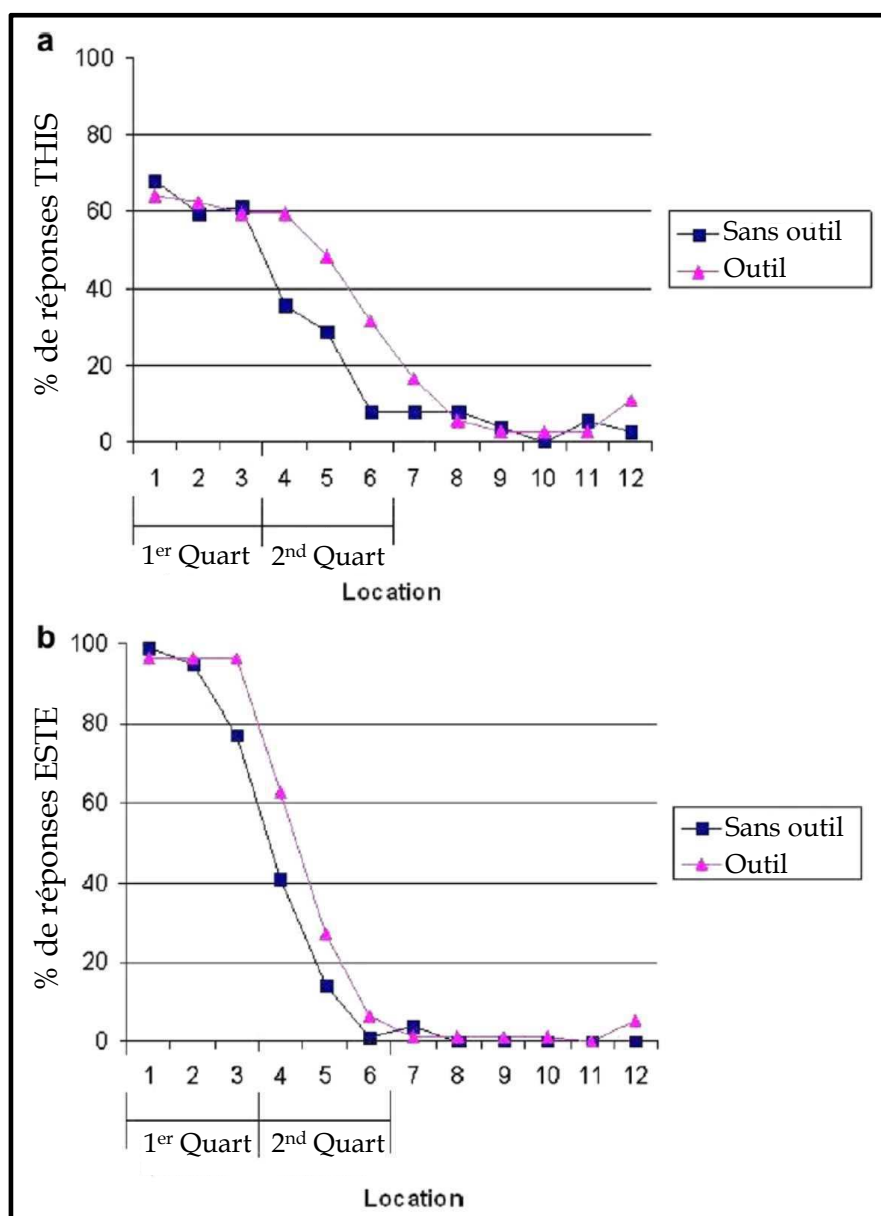 a
100
80
60
40
20
0
% de réponses THIS
Sans outil
Outil
1 2 3 4 5 6 7 8 9 10 11 12
1er Quart 2nd Quart
Location
b
100
80
60
40
20
0
% de réponses ESTE
Sans outil
Outil
1 2 3 4 5 6 7 8 9 10 11 12
1er Quart 2nd Quart
Location